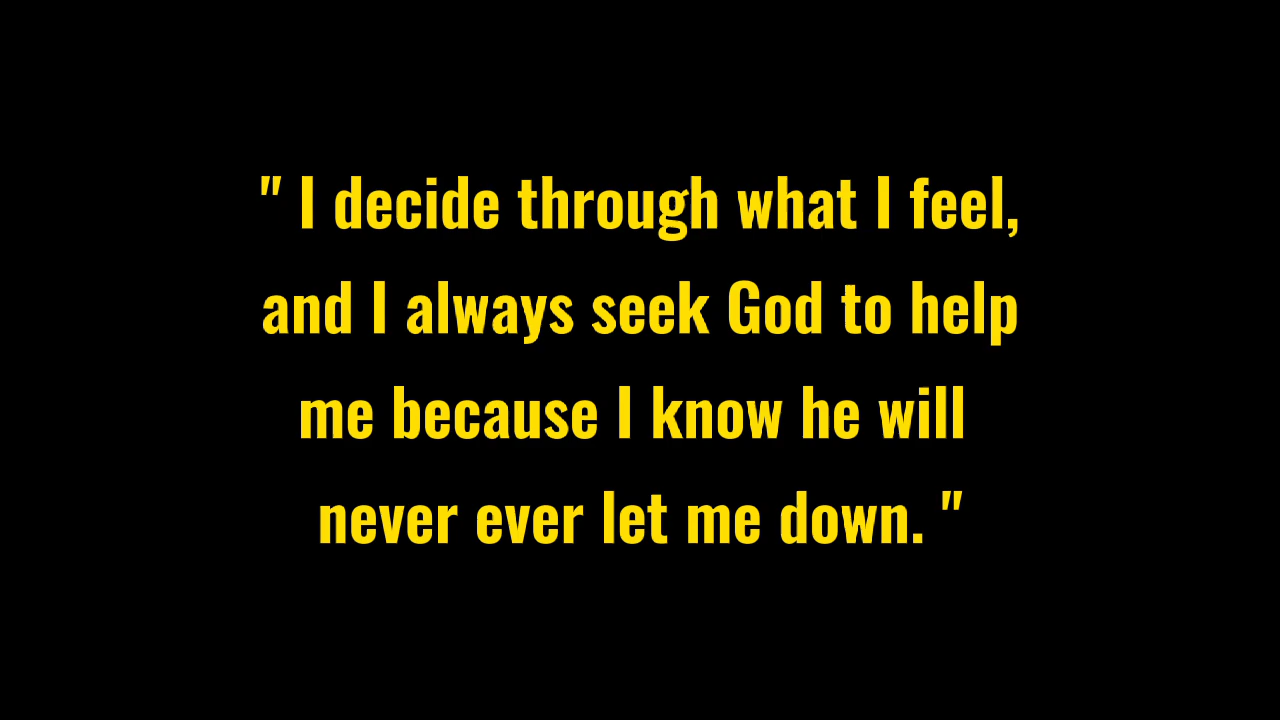 " I decide through what I feel,
and I always seek God to help
me because I know he will
never ever let me down. "